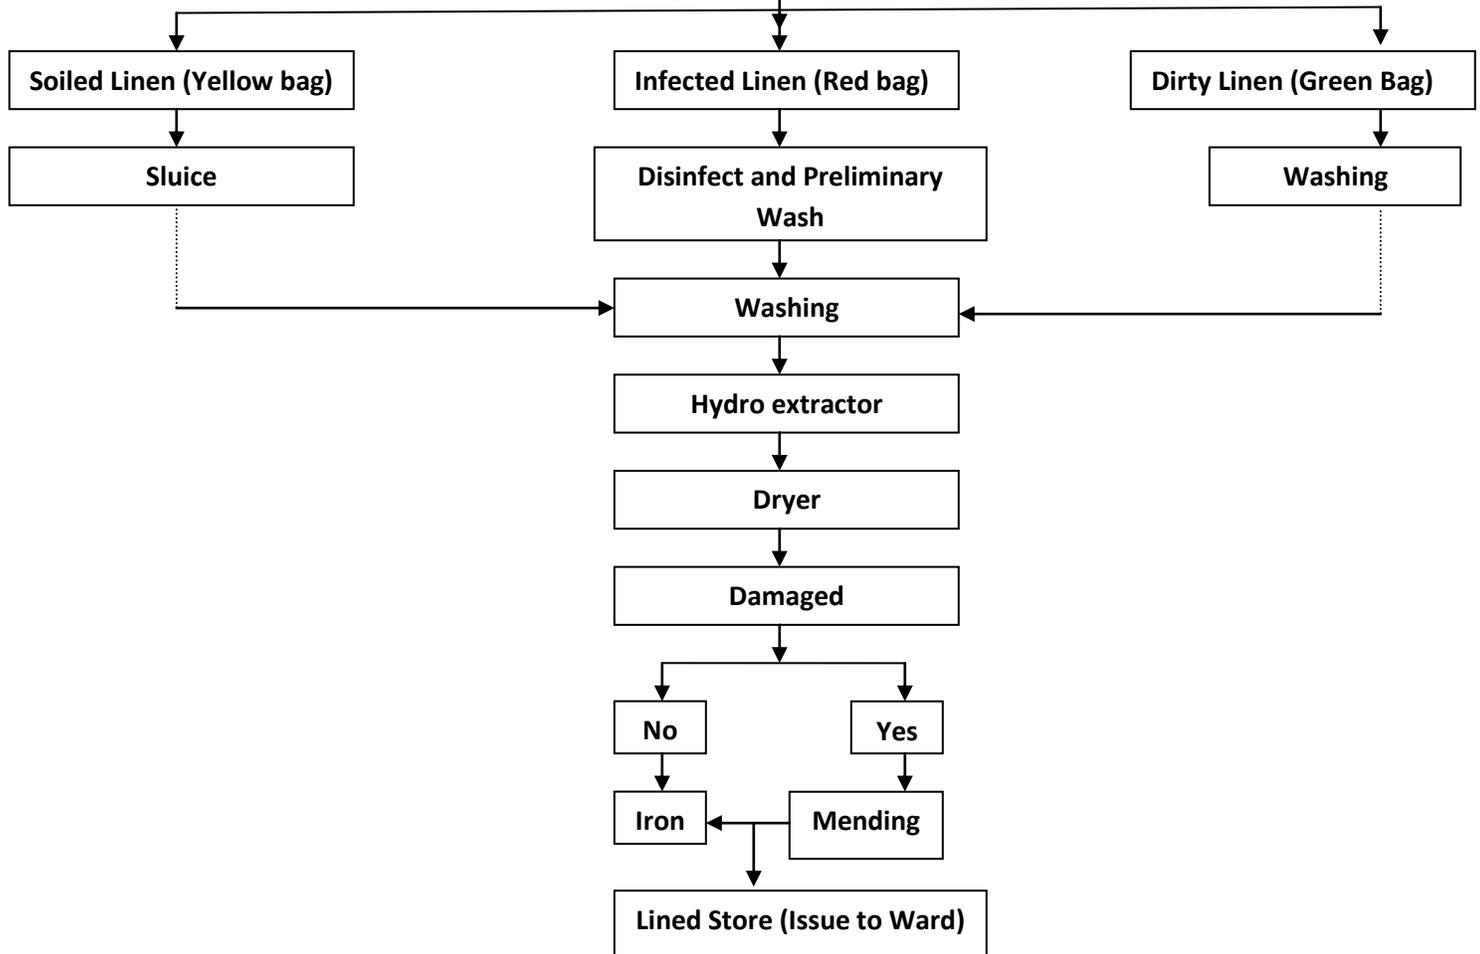 Soiled Linen (Yellow bag)
Infected Linen (Red bag)
Dirty Linen (Green Bag)
Sluice
Disinfect and Preliminary
Wash
Washing
Washing
Hydro extractor
Dryer
Damaged
No
Yes
Iron
Mending
Lined Store (Issue to Ward)